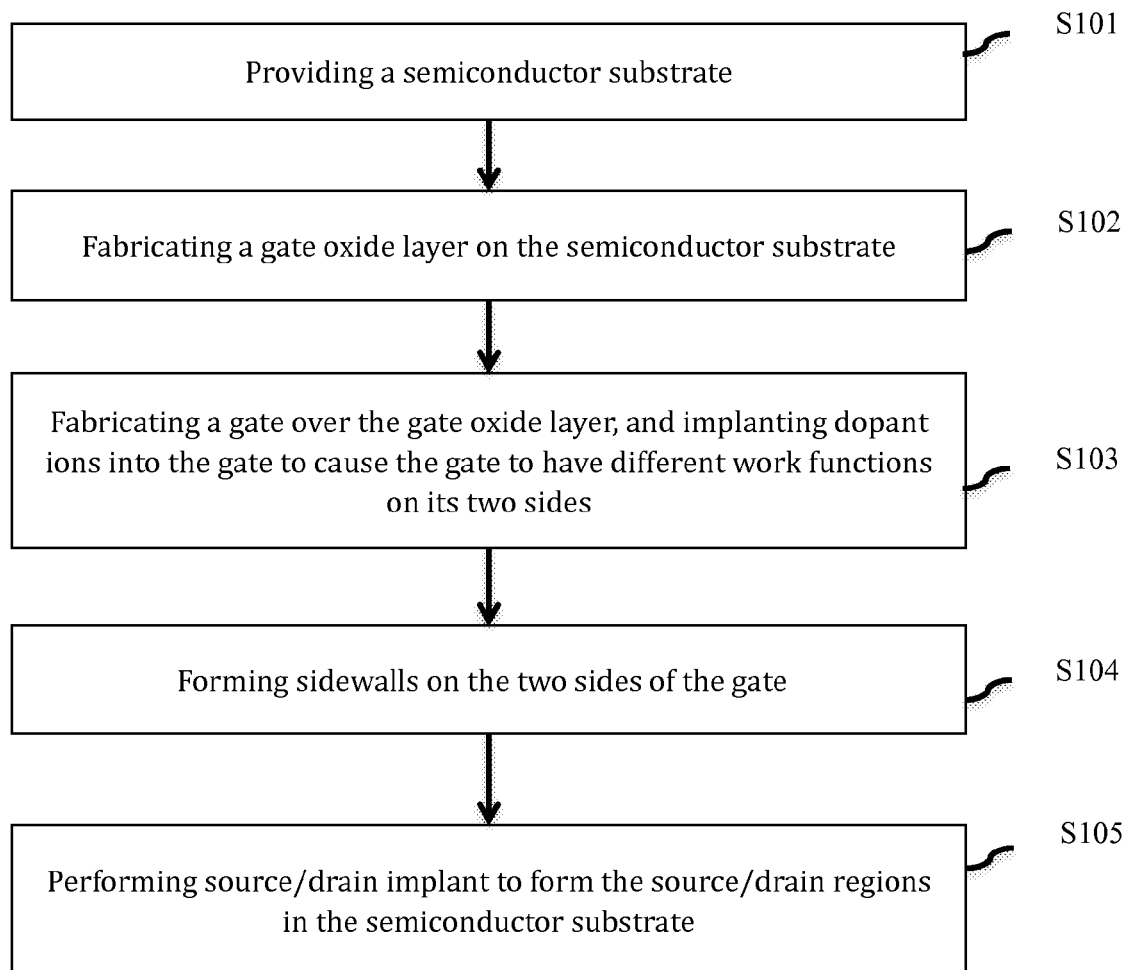 S101
Providing a semiconductor substrate
S102
Fabricating a gate oxide layer on the semiconductor substrate
Fabricating a gate over the gate oxide layer, and implanting dopant
ions into the gate to cause the gate to have different work functions
on its two sides
S103
Forming sidewalls on the two sides of the gate
S104
S105
Performing source/drain implant to form the source/drain regions
in the semiconductor substrate